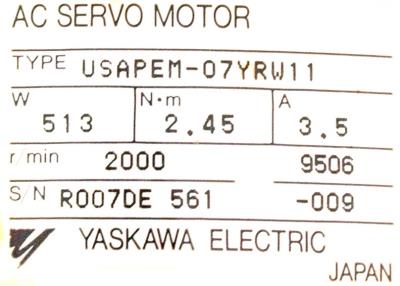 AC SERVO MOTOR
TYPE USAPEM-07YRW11
W N·m A
513 2.45 3.5
r/min 2000 9506
S/N R007DE 561 -009
YASKAWA ELECTRIC
JAPAN